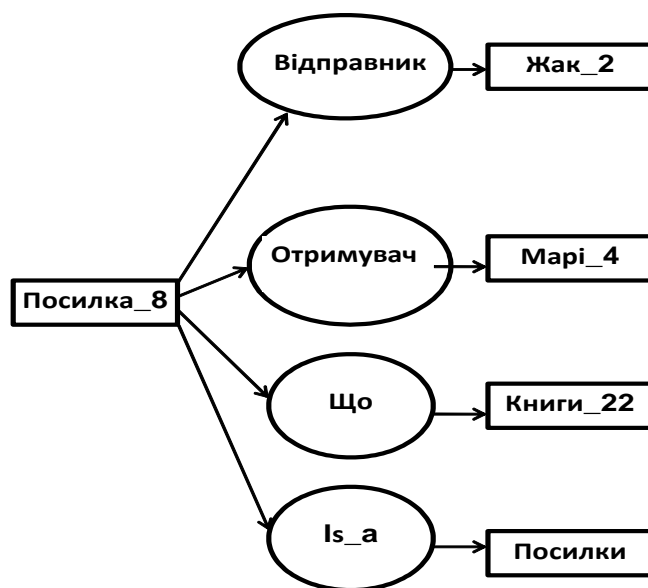 Відправник
Жак_2
Отримувач
Марі_4
Посилка_8
Що
Книги_22
Is_a
Посилки